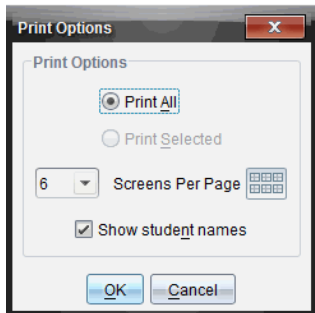 Print Options
Print Options
Print All
Print Selected
6 Screens Per Page
Show student names
OK Cancel